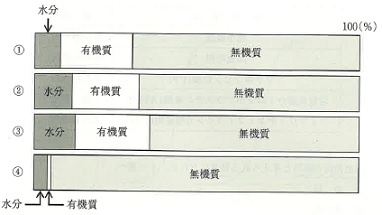 水分
100(%)
① 有機質 無機質
② 水分 有機質 無機質
③ 水分 有機質 無機質
④ 無機質
水分 有機質